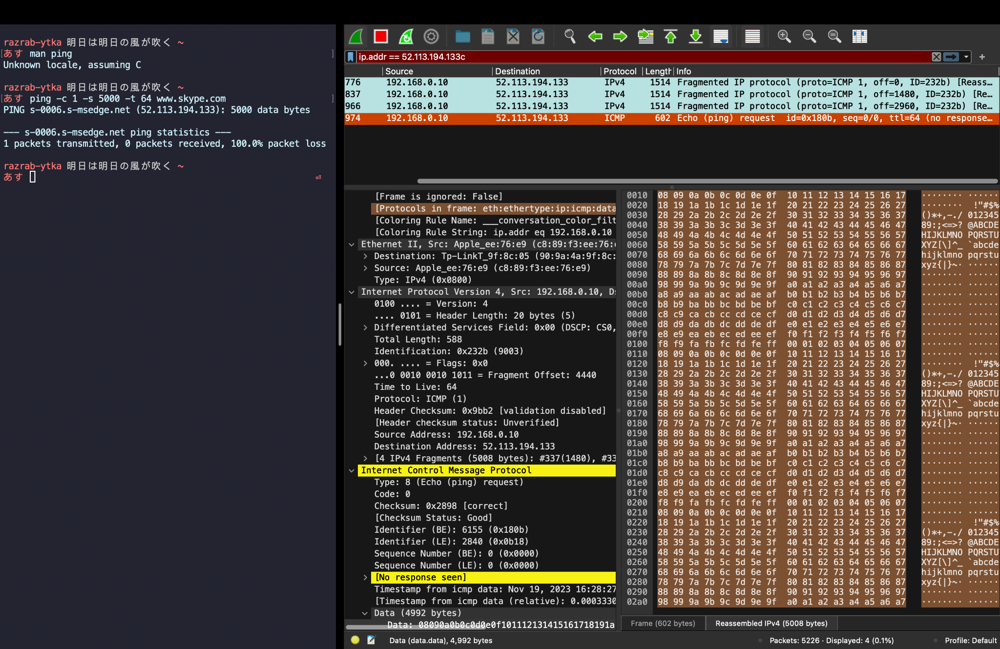 razrab-ytka 明日は明日の風が吹く ~
[あす man ping ]
Unknown locale, assuming C
razrab-ytka 明日は明日の風が吹く ~
[あす ping -c 1 -s 5000 -t 64 www.skype.com ]
PING s-0006.s-msedge.net (52.113.194.133): 5000 data bytes
--- s-0006.s-msedge.net ping statistics ---
1 packets transmitted, 0 packets received, 100.0% packet loss
razrab-ytka 明日は明日の風が吹く ~
あす
ip.addr == 52.113.194.133c
Source Destination Protocol Length Info
776 192.168.0.10 52.113.194.133 IPv4 1514 Fragmented IP protocol (proto=ICMP 1, off=0, ID=232b) [Reass…
837 192.168.0.10 52.113.194.133 IPv4 1514 Fragmented IP protocol (proto=ICMP 1, off=1480, ID=232b) [Re…
966 192.168.0.10 52.113.194.133 IPv4 1514 Fragmented IP protocol (proto=ICMP 1, off=2960, ID=232b) [Re…
974 192.168.0.10 52.113.194.133 ICMP 602 Echo (ping) request id=0x180b, seq=0/0, ttl=64 (no response…
[Frame is ignored: False]
[Protocols in frame: eth:ethertype:ip:icmp:data
[Coloring Rule Name: ___conversation_color_filt
[Coloring Rule String: ip.addr eq 192.168.0.10
Ethernet II, Src: Apple_ee:76:e9 (c8:89:f3:ee:76:e
Destination: Tp-LinkT_9f:8c:05 (90:9a:4a:9f:8c:
Source: Apple_ee:76:e9 (c8:89:f3:ee:76:e9)
Type: IPv4 (0x0800)
Internet Protocol Version 4, Src: 192.168.0.10, Ds
0100 .... = Version: 4
.... 0101 = Header Length: 20 bytes (5)
Differentiated Services Field: 0x00 (DSCP: CS0,
Total Length: 588
Identification: 0x232b (9003)
000. .... = Flags: 0x0
...0 0010 0010 1011 = Fragment Offset: 4440
Time to Live: 64
Protocol: ICMP (1)
Header Checksum: 0x9bb2 [validation disabled]
[Header checksum status: Unverified]
Source Address: 192.168.0.10
Destination Address: 52.113.194.133
[4 IPv4 Fragments (5008 bytes): #337(1480), #33
Internet Control Message Protocol
Type: 8 (Echo (ping) request)
Code: 0
Checksum: 0x2898 [correct]
[Checksum Status: Good]
Identifier (BE): 6155 (0x180b)
Identifier (LE): 2840 (0x0b18)
Sequence Number (BE): 0 (0x0000)
Sequence Number (LE): 0 (0x0000)
[No response seen]
Timestamp from icmp data: Nov 19, 2023 16:28:27
[Timestamp from icmp data (relative): 0.0003330
Data (4992 bytes)
Data: 08090a0b0c0d0e0f101112131415161718191a
0010 08 09 0a 0b 0c 0d 0e 0f 10 11 12 13 14 15 16 17 ········ ······
0020 18 19 1a 1b 1c 1d 1e 1f 20 21 22 23 24 25 26 27 ········ !"#$%
0030 28 29 2a 2b 2c 2d 2e 2f 30 31 32 33 34 35 36 37 ()*+,-./ 012345
0040 38 39 3a 3b 3c 3d 3e 3f 40 41 42 43 44 45 46 47 89:;<=>? @ABCDE
0050 48 49 4a 4b 4c 4d 4e 4f 50 51 52 53 54 55 56 57 HIJKLMNO PQRSTU
0060 58 59 5a 5b 5c 5d 5e 5f 60 61 62 63 64 65 66 67 XYZ[\]^_ `abcde
0070 68 69 6a 6b 6c 6d 6e 6f 70 71 72 73 74 75 76 77 hijklmno pqrstu
0080 78 79 7a 7b 7c 7d 7e 7f 80 81 82 83 84 85 86 87 xyz{|}~· ······
0090 88 89 8a 8b 8c 8d 8e 8f 90 91 92 93 94 95 96 97 ········ ······
00a0 98 99 9a 9b 9c 9d 9e 9f a0 a1 a2 a3 a4 a5 a6 a7 ········ ······
00b0 a8 a9 aa ab ac ad ae af b0 b1 b2 b3 b4 b5 b6 b7 ········ ······
00c0 b8 b9 ba bb bc bd be bf c0 c1 c2 c3 c4 c5 c6 c7 ········ ······
00d0 c8 c9 ca cb cc cd ce cf d0 d1 d2 d3 d4 d5 d6 d7 ········ ······
00e0 d8 d9 da db dc dd de df e0 e1 e2 e3 e4 e5 e6 e7 ········ ······
00f0 e8 e9 ea eb ec ed ee ef f0 f1 f2 f3 f4 f5 f6 f7 ········ ······
0100 f8 f9 fa fb fc fd fe ff 00 01 02 03 04 05 06 07 ········ ······
0110 08 09 0a 0b 0c 0d 0e 0f 10 11 12 13 14 15 16 17 ········ ······
0120 18 19 1a 1b 1c 1d 1e 1f 20 21 22 23 24 25 26 27 ········ !"#$%
0130 28 29 2a 2b 2c 2d 2e 2f 30 31 32 33 34 35 36 37 ()*+,-./ 012345
0140 38 39 3a 3b 3c 3d 3e 3f 40 41 42 43 44 45 46 47 89:;<=>? @ABCDE
0150 48 49 4a 4b 4c 4d 4e 4f 50 51 52 53 54 55 56 57 HIJKLMNO PQRSTU
0160 58 59 5a 5b 5c 5d 5e 5f 60 61 62 63 64 65 66 67 XYZ[\]^_ `abcde
0170 68 69 6a 6b 6c 6d 6e 6f 70 71 72 73 74 75 76 77 hijklmno pqrstu
0180 78 79 7a 7b 7c 7d 7e 7f 80 81 82 83 84 85 86 87 xyz{|}~· ······
0190 88 89 8a 8b 8c 8d 8e 8f 90 91 92 93 94 95 96 97 ········ ······
01a0 98 99 9a 9b 9c 9d 9e 9f a0 a1 a2 a3 a4 a5 a6 a7 ········ ······
01b0 a8 a9 aa ab ac ad ae af b0 b1 b2 b3 b4 b5 b6 b7 ········ ······
01c0 b8 b9 ba bb bc bd be bf c0 c1 c2 c3 c4 c5 c6 c7 ········ ······
01d0 c8 c9 ca cb cc cd ce cf d0 d1 d2 d3 d4 d5 d6 d7 ········ ······
01e0 d8 d9 da db dc dd de df e0 e1 e2 e3 e4 e5 e6 e7 ········ ······
01f0 e8 e9 ea eb ec ed ee ef f0 f1 f2 f3 f4 f5 f6 f7 ········ ······
0200 f8 f9 fa fb fc fd fe ff 00 01 02 03 04 05 06 07 ········ ······
0210 08 09 0a 0b 0c 0d 0e 0f 10 11 12 13 14 15 16 17 ········ ······
0220 18 19 1a 1b 1c 1d 1e 1f 20 21 22 23 24 25 26 27 ········ !"#$%
0230 28 29 2a 2b 2c 2d 2e 2f 30 31 32 33 34 35 36 37 ()*+,-./ 012345
0240 38 39 3a 3b 3c 3d 3e 3f 40 41 42 43 44 45 46 47 89:;<=>? @ABCDE
0250 48 49 4a 4b 4c 4d 4e 4f 50 51 52 53 54 55 56 57 HIJKLMNO PQRSTU
0260 58 59 5a 5b 5c 5d 5e 5f 60 61 62 63 64 65 66 67 XYZ[\]^_ `abcde
0270 68 69 6a 6b 6c 6d 6e 6f 70 71 72 73 74 75 76 77 hijklmno pqrstu
0280 78 79 7a 7b 7c 7d 7e 7f 80 81 82 83 84 85 86 87 xyz{|}~· ······
0290 88 89 8a 8b 8c 8d 8e 8f 90 91 92 93 94 95 96 97 ········ ······
02a0 98 99 9a 9b 9c 9d 9e 9f a0 a1 a2 a3 a4 a5 a6 a7 ········ ······
Frame (602 bytes) Reassembled IPv4 (5008 bytes)
Data (data.data), 4,992 bytes Packets: 5226 · Displayed: 4 (0.1%) Profile: Default